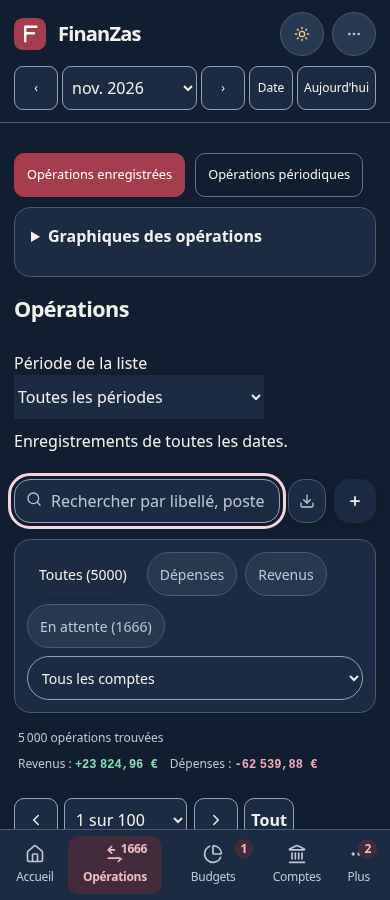 FinanZas
‹ nov. 2026 › Date Aujourd’hui
Opérations enregistrées Opérations périodiques
Graphiques des opérations
Opérations
Période de la liste
Toutes les périodes
Enregistrements de toutes les dates.
Rechercher par libellé, poste
+
Toutes (5000) Dépenses Revenus
En attente (1666)
Tous les comptes
5 000 opérations trouvées
Revenus : +23 824,96 € Dépenses : -62 539,88 €
1 sur 100 Tout
1666 1 2
Accueil Opérations Budgets Comptes Plus